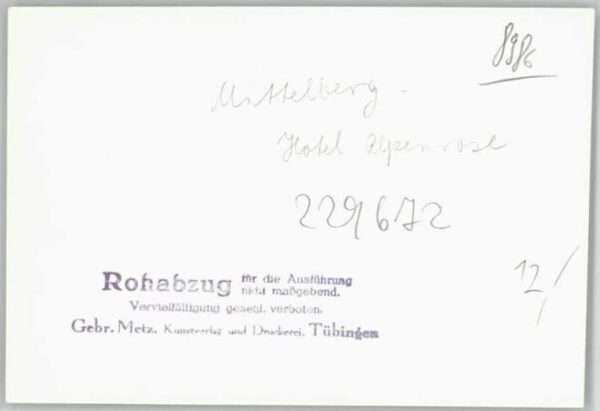 8986
Mittelberg -
Hotel Alpenrose
229672
12,/
Rohabzug für die Ausführung
nicht maßgebend.
Vervielfältigung gesetzl. verboten.
Gebr. Metz, Kunstverlag und Druckerei, Tübingen